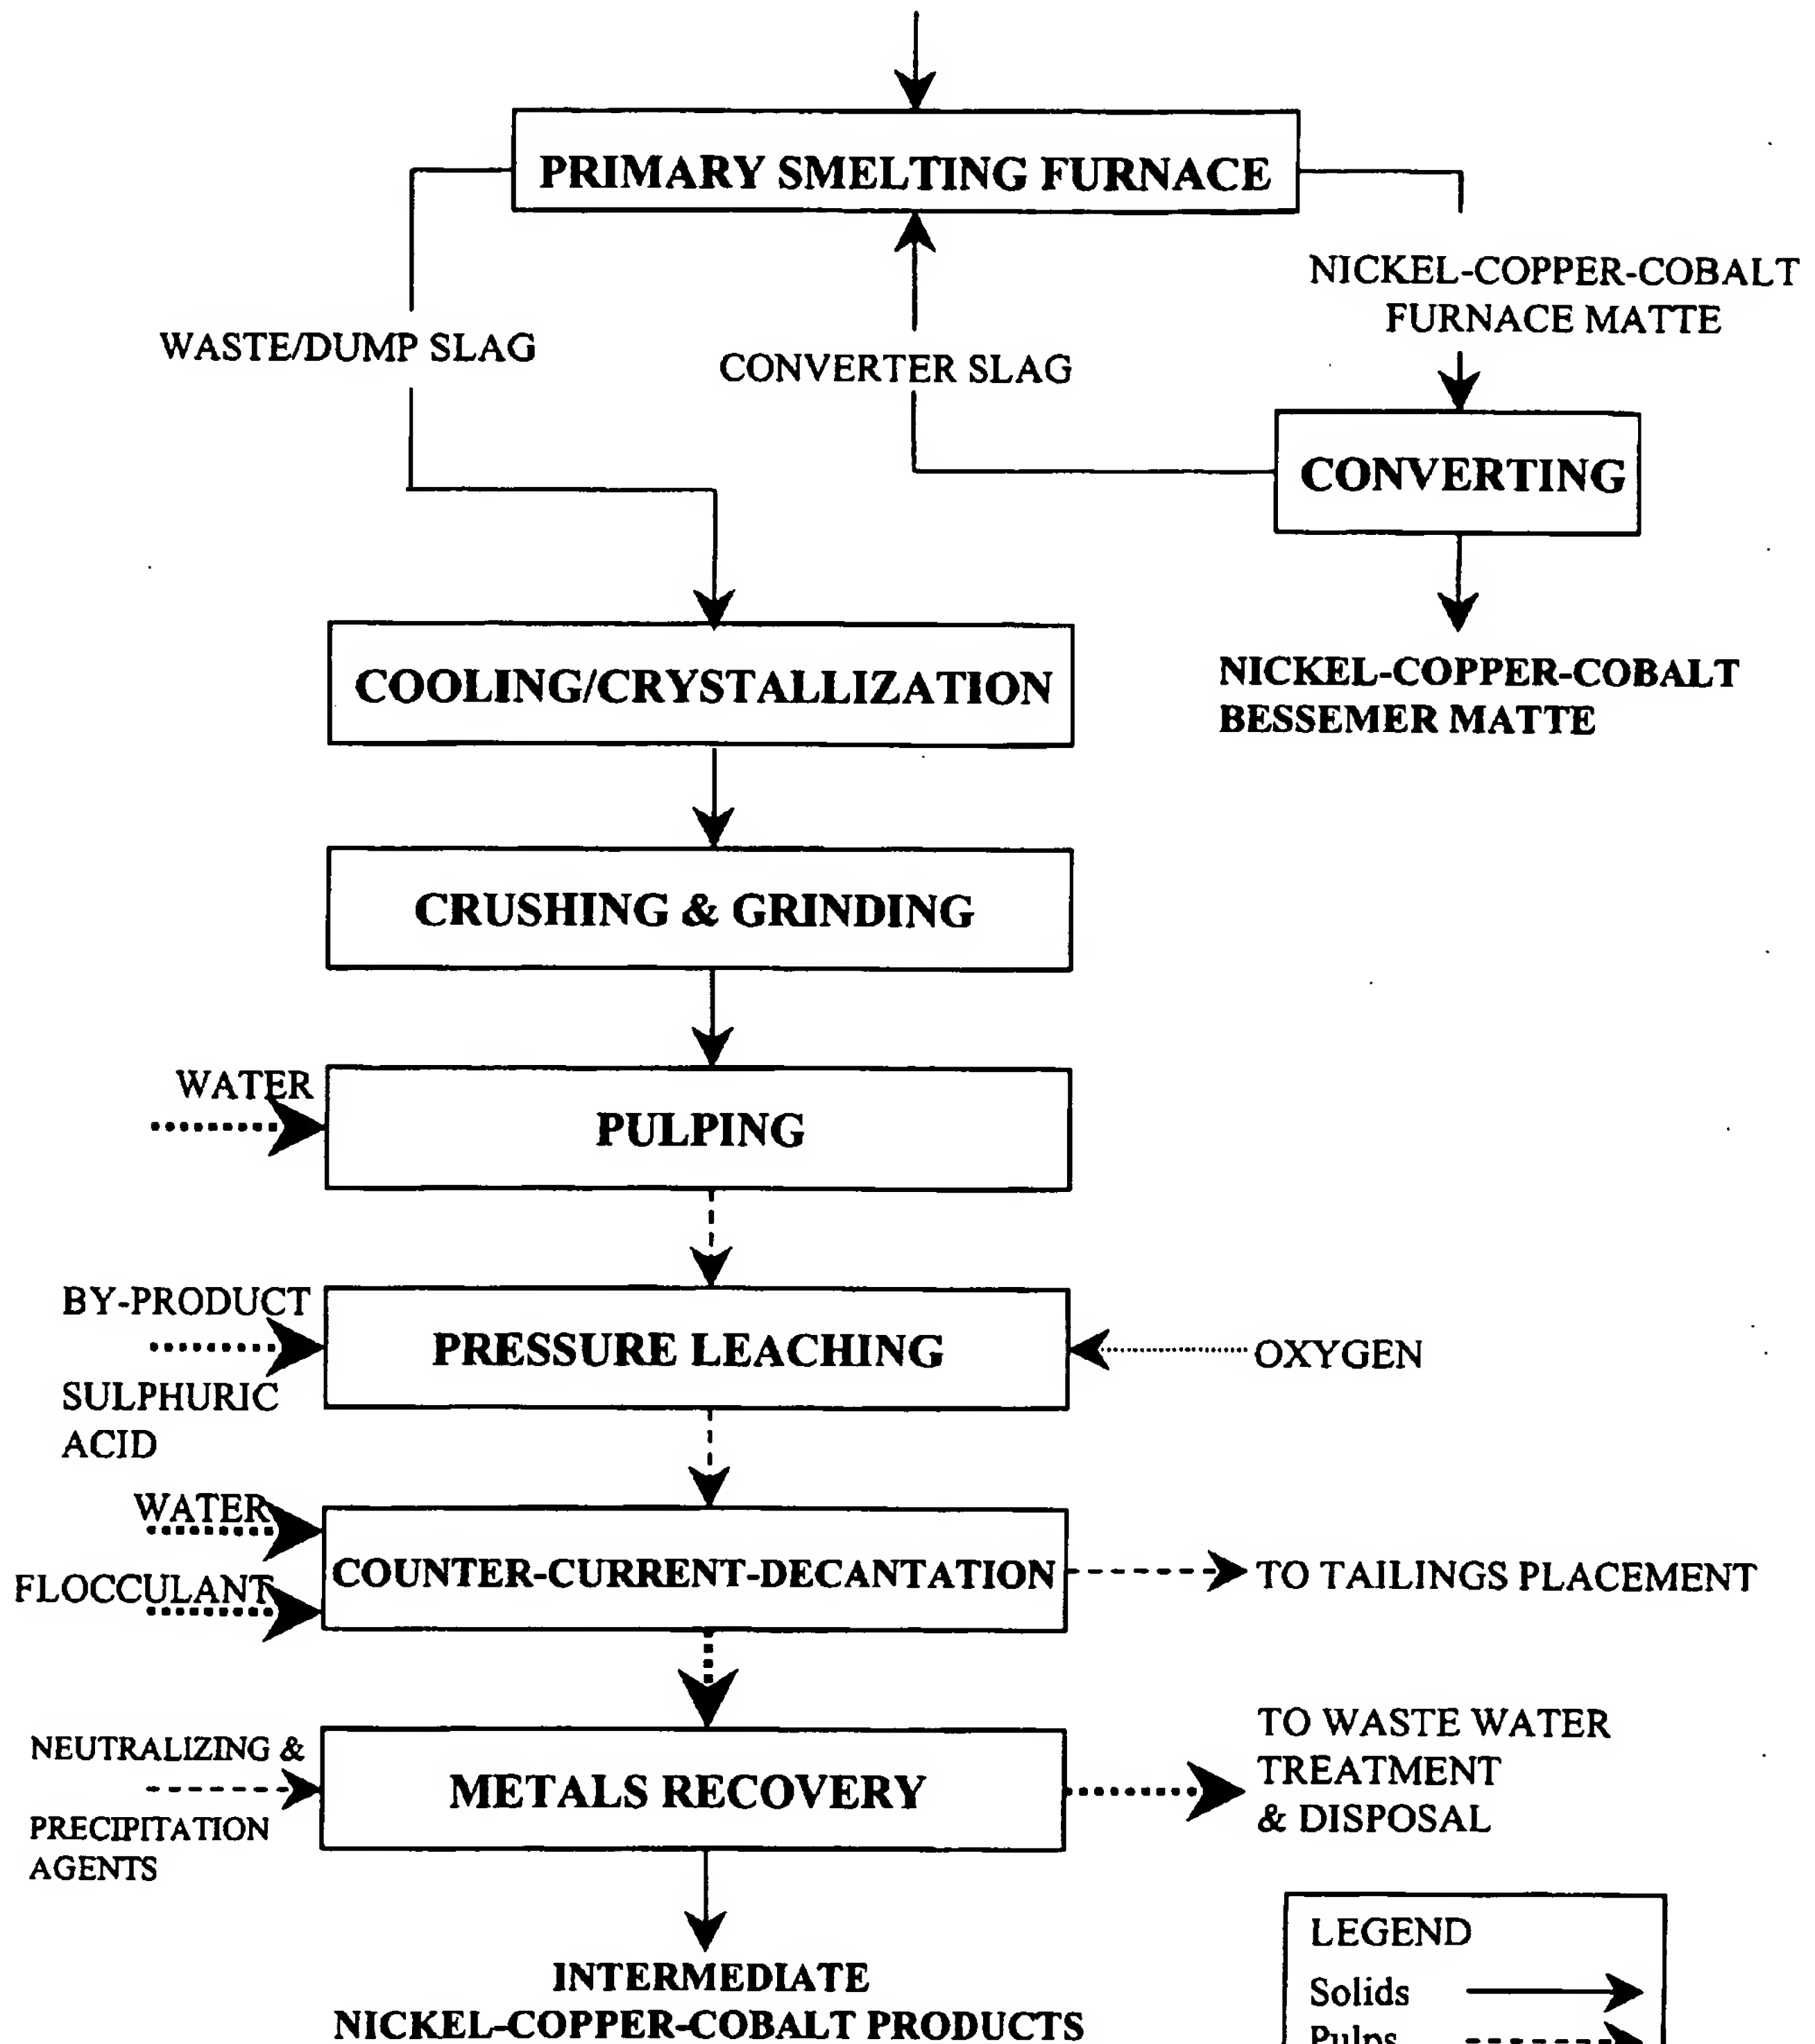 PRIMARY SMELTING FURNACE
NICKEL-COPPER-COBALT
FURNACE MATTE
WASTE/DUMP SLAG
CONVERTER SLAG
CONVERTING
COOLING/CRYSTALLIZATION
NICKEL-COPPER-COBALT
BESSEMER MATTE
CRUSHING & GRINDING
WATER
PULPING
BY-PRODUCT
SULPHURIC
ACID
PRESSURE LEACHING
OXYGEN
WATER
FLOCCULANT
COUNTER-CURRENT-DECANTATION
TO TAILINGS PLACEMENT
NEUTRALIZING &
PRECIPITATION
AGENTS
METALS RECOVERY
TO WASTE WATER
TREATMENT
& DISPOSAL
INTERMEDIATE
NICKEL-COPPER-COBALT PRODUCTS
LEGEND
Solids
Pulps